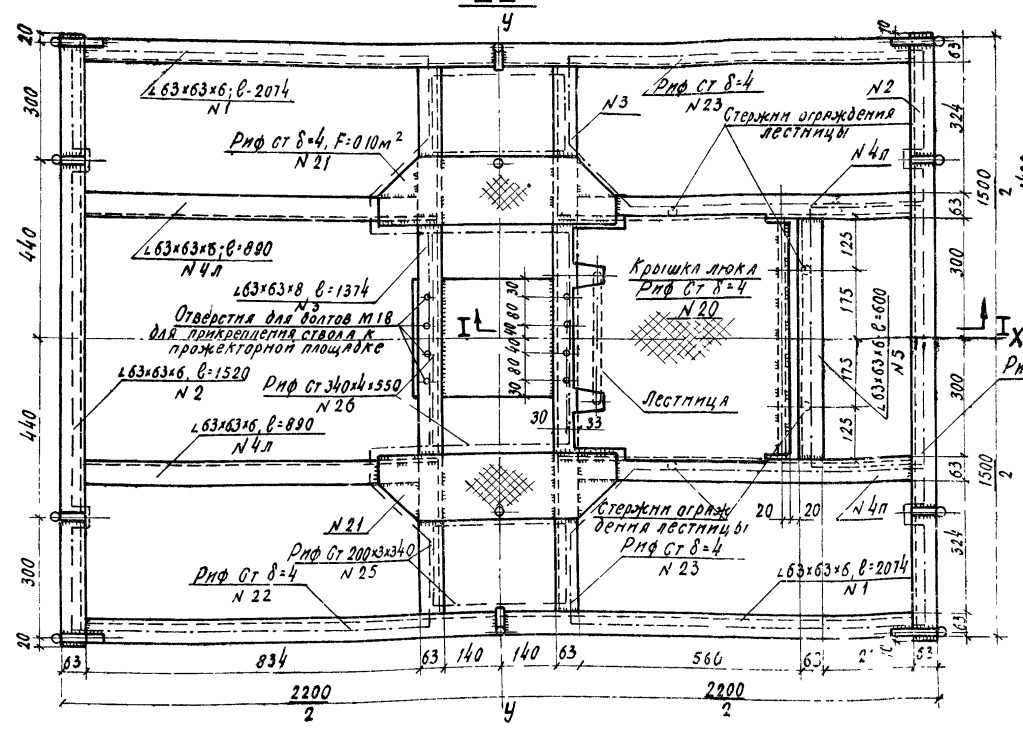 У
20
300
440
440
300
20
∟63×63×6; ℓ-2074
N1
Риф ст δ=4, F=0,10м²
N21
N3
Риф Ст δ=4
N23
Стержни ограждения
лестницы
N2
N4п
10
63
324
63
300
300
63
324
63
1500
2
1500
2
∟63×63×6; ℓ=890
N4л
∟63×63×8 ℓ=1374
N3
Отверстия для болтов М18
для прикрепления ствола к
прожекторной площадке
I
30
80
40
40
80
30
Крышка люка
Риф Ст δ=4
N20
125
175
175
125
∟63×63×6, ℓ=600
N5
I
X
∟63×63×6, ℓ=1520
N2
Риф Ст 340×4×550
N26
Лестница
30
33
∟63×63×6, ℓ=890
N4л
N21
Риф Ст 200×3×340
N25
Риф Ст δ=4
N22
Стержни ограж
дения лестницы
20
20
N4п
Риф Ст δ=4
N23
∟63×63×6, ℓ=2074
N1
63
834
63
140
140
63
560
63
63
2200
2
2200
2
У